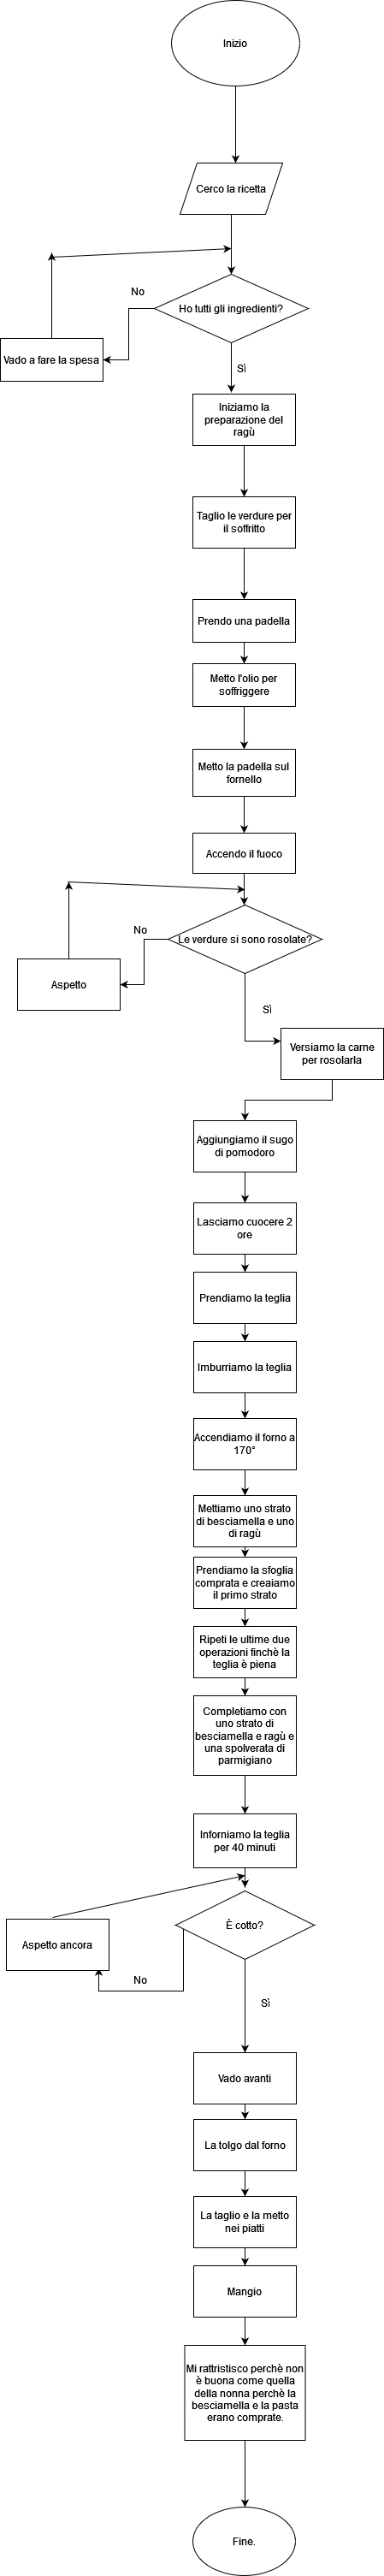 Inizio
Cerco la ricetta
Ho tutti gli ingredienti?
No
Vado a fare la spesa
Sì
Iniziamo la
preparazione del
ragù
Taglio le verdure per
il soffritto
Prendo una padella
Metto l'olio per
soffriggere
Metto la padella sul
fornello
Accendo il fuoco
Le verdure si sono rosolate?
No
Aspetto
Sì
Versiamo la carne
per rosolarla
Aggiungiamo il sugo
di pomodoro
Lasciamo cuocere 2
ore
Prendiamo la teglia
Imburriamo la teglia
Accendiamo il forno a
170°
Mettiamo uno strato
di besciamella e uno
di ragù
Prendiamo la sfoglia
comprata e creaiamo
il primo strato
Ripeti le ultime due
operazioni finchè la
teglia è piena
Completiamo con
uno strato di
besciamella e ragù e
una spolverata di
parmigiano
Inforniamo la teglia
per 40 minuti
È cotto?
Aspetto ancora
No
Sì
Vado avanti
La tolgo dal forno
La taglio e la metto
nei piatti
Mangio
Mi rattristisco perchè non
è buona come quella
della nonna perchè la
besciamella e la pasta
erano comprate.
Fine.